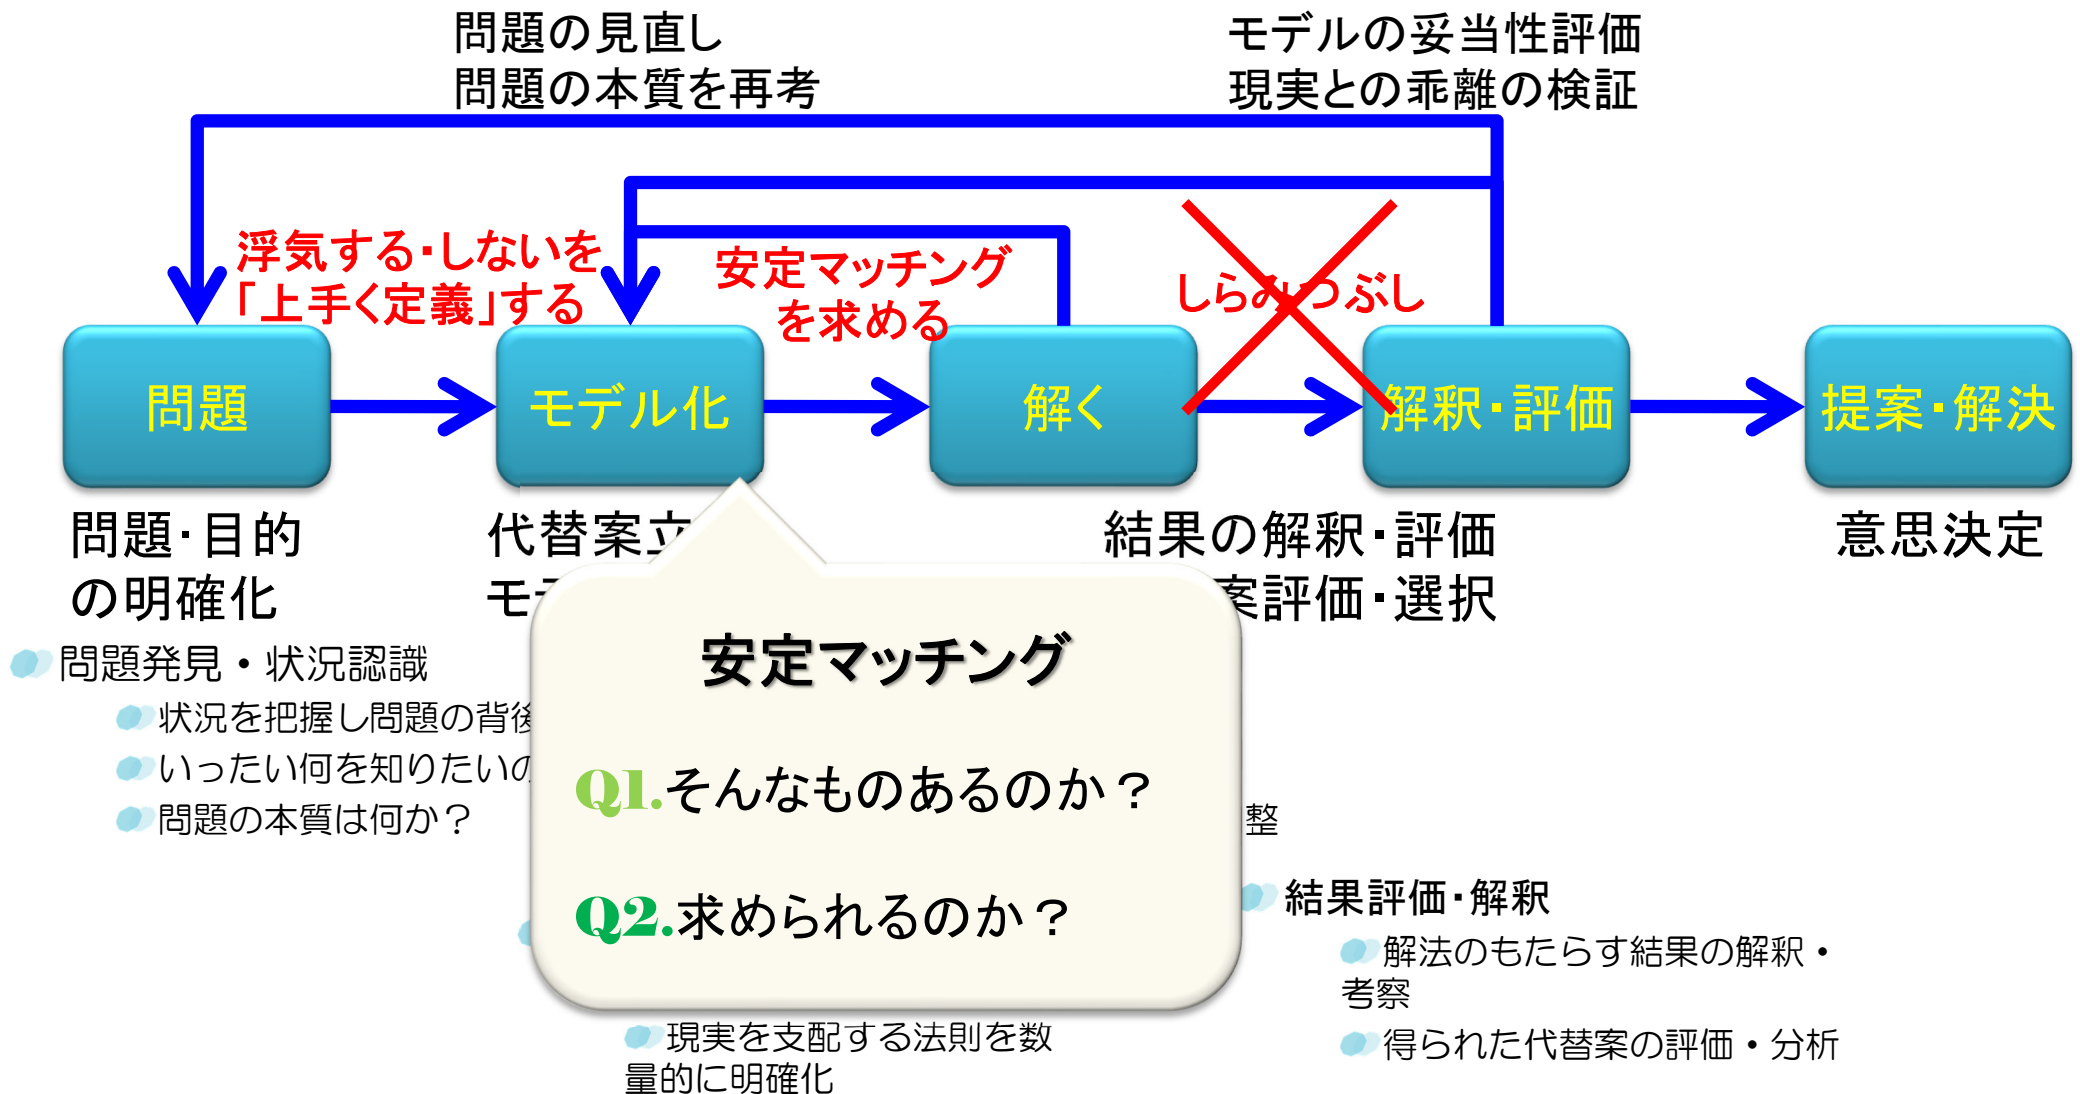 問題の見直し
問題の本質を再考
モデルの妥当性評価
現実との乖離の検証
浮気する・しないを
「上手く定義」する
安定マッチング
を求める
しらみつぶし
問題
モデル化
解く
解釈・評価
提案・解決
問題・目的
の明確化
代替案立
モデ
結果の解釈・評価
案評価・選択
意思決定
問題発見・状況認識
状況を把握し問題の背後
いったい何を知りたいの
問題の本質は何か？
安定マッチング
Q1.そんなものあるのか？
Q2.求められるのか？
整
現実を支配する法則を数
量的に明確化
結果評価・解釈
解法のもたらす結果の解釈・
考察
得られた代替案の評価・分析